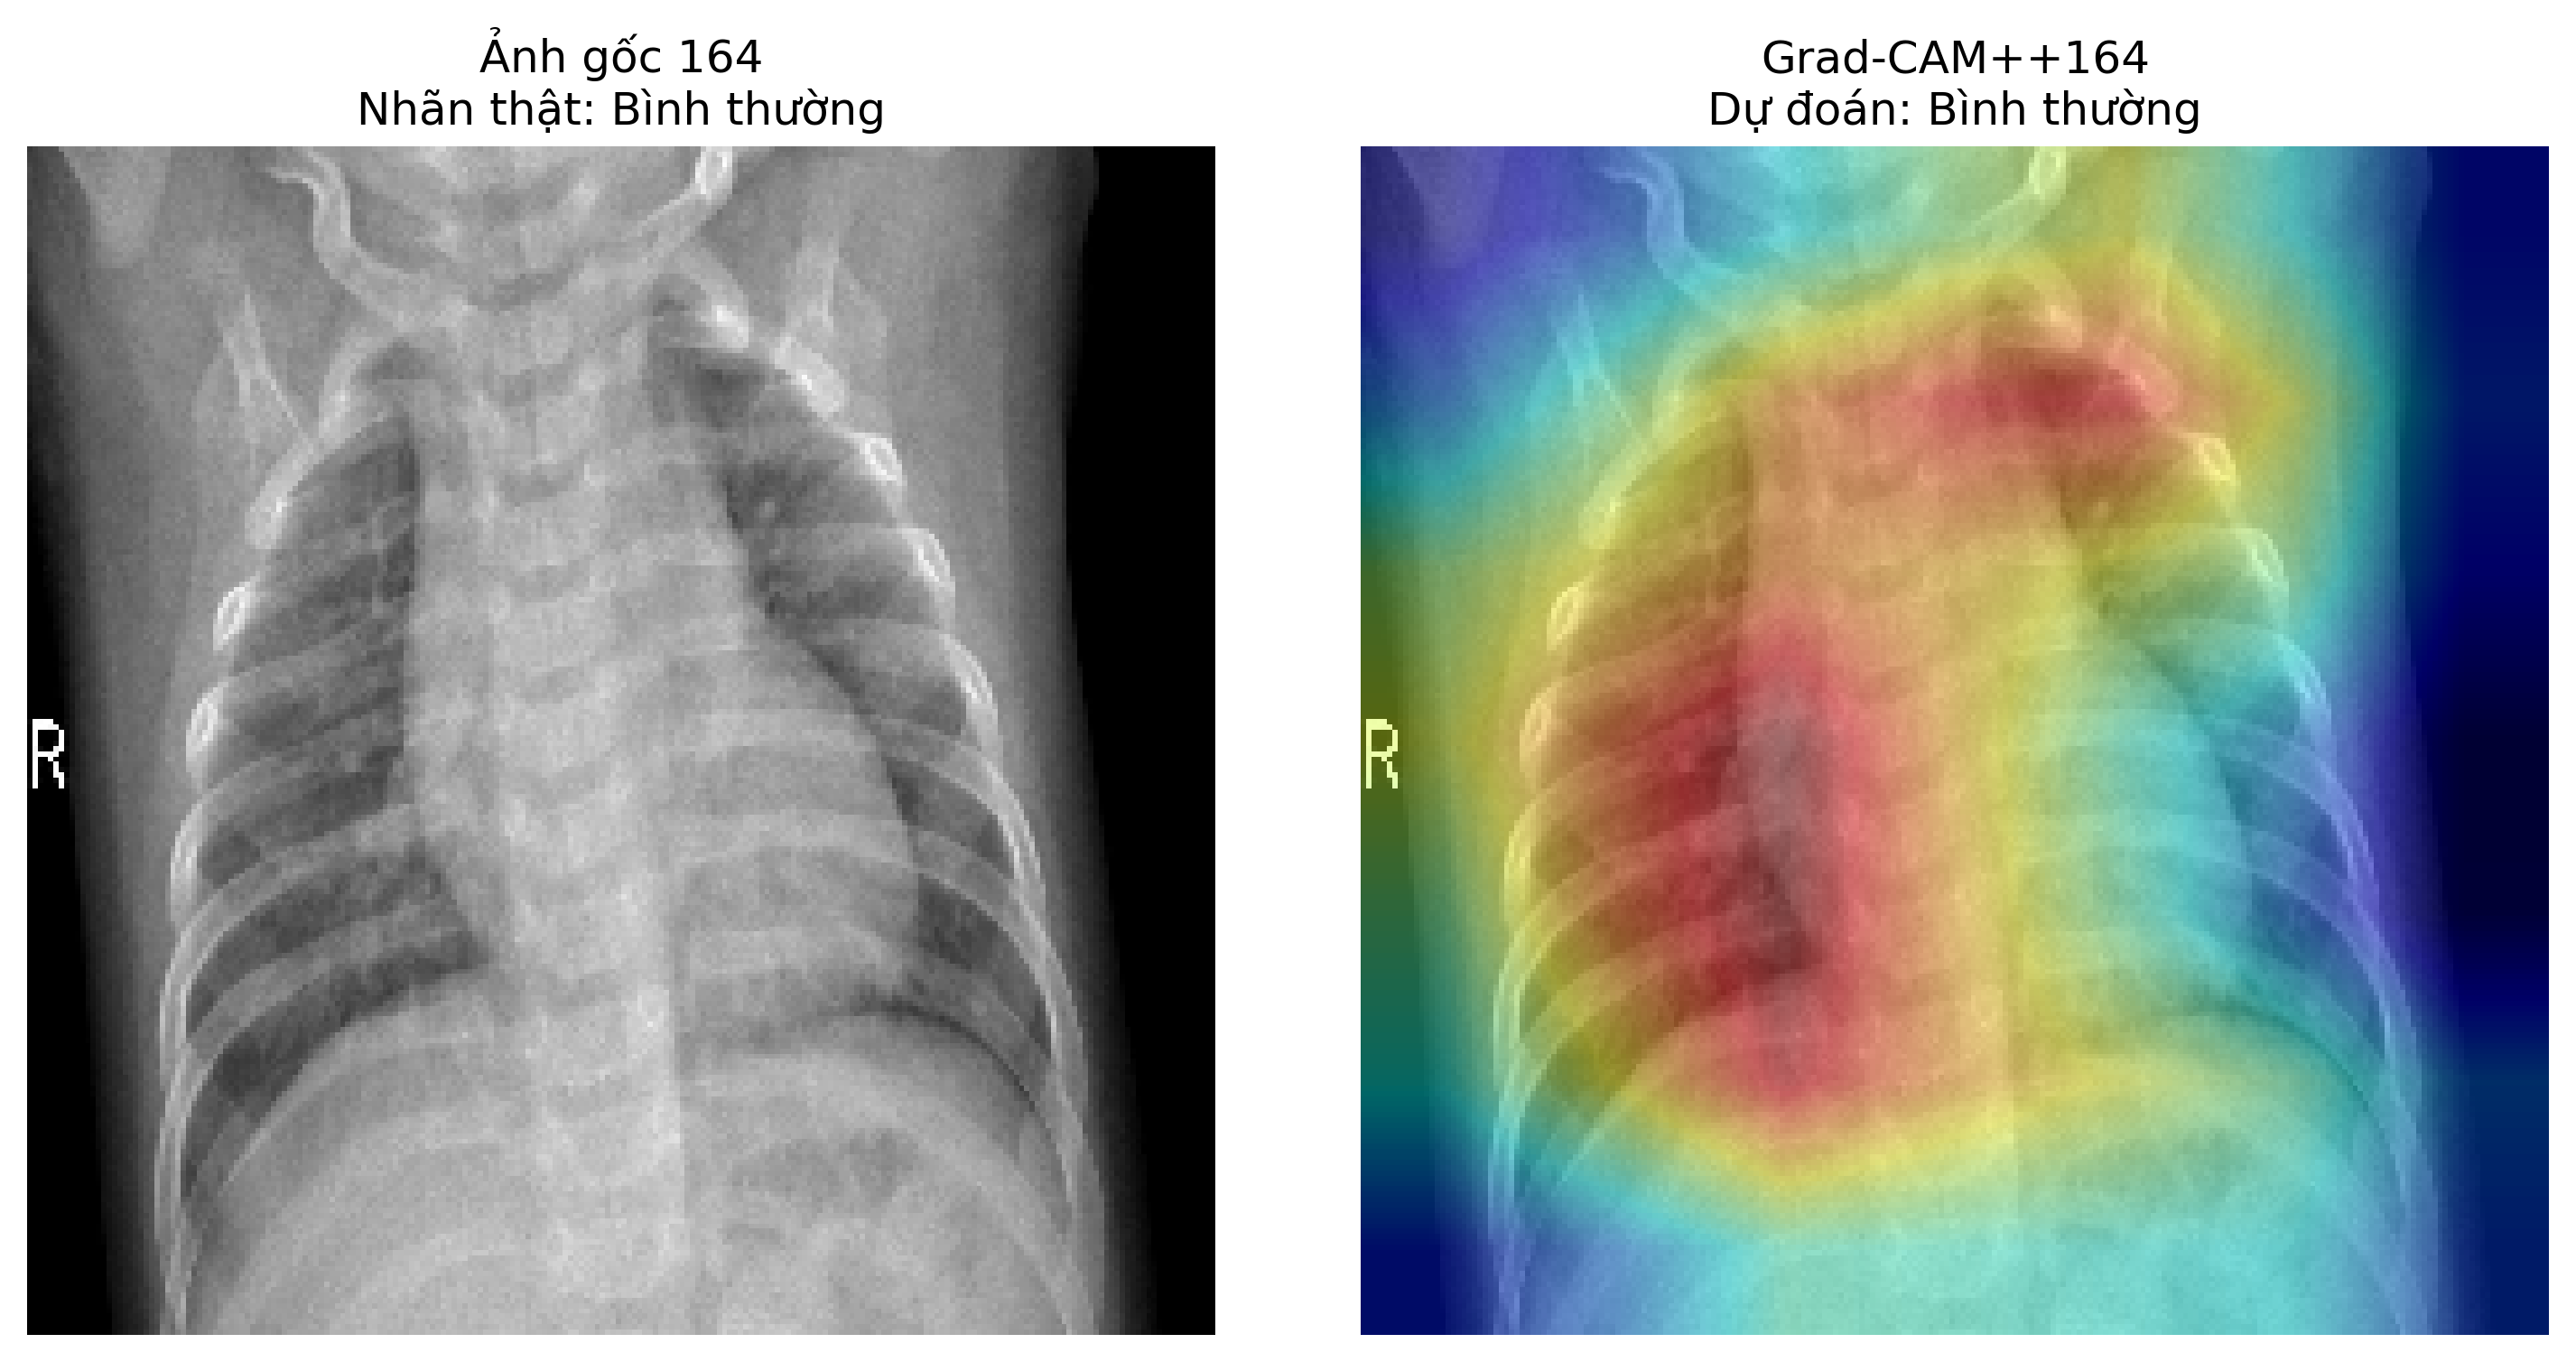 Ảnh gốc 164
Nhãn thật: Bình thường
Grad-CAM++164
Dự đoán: Bình thường
R
R